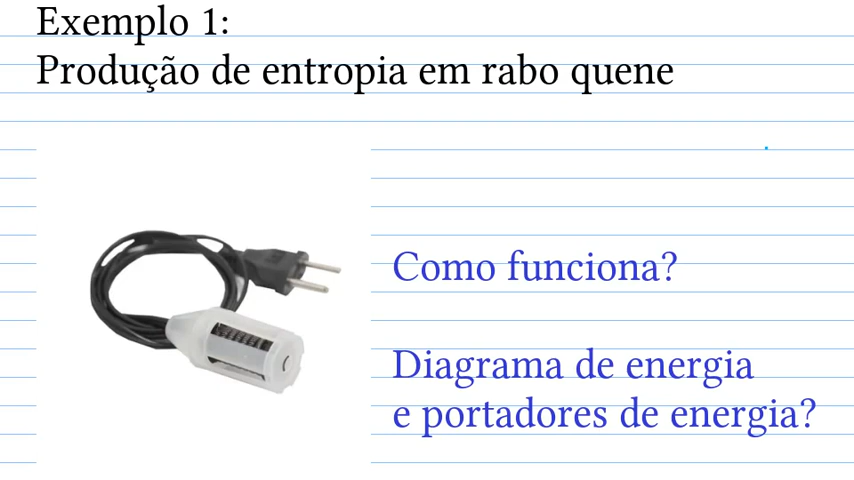 Exemplo 1:
Produção de entropia em rabo quene
Como funciona?
Diagrama de energia
e portadores de energia?